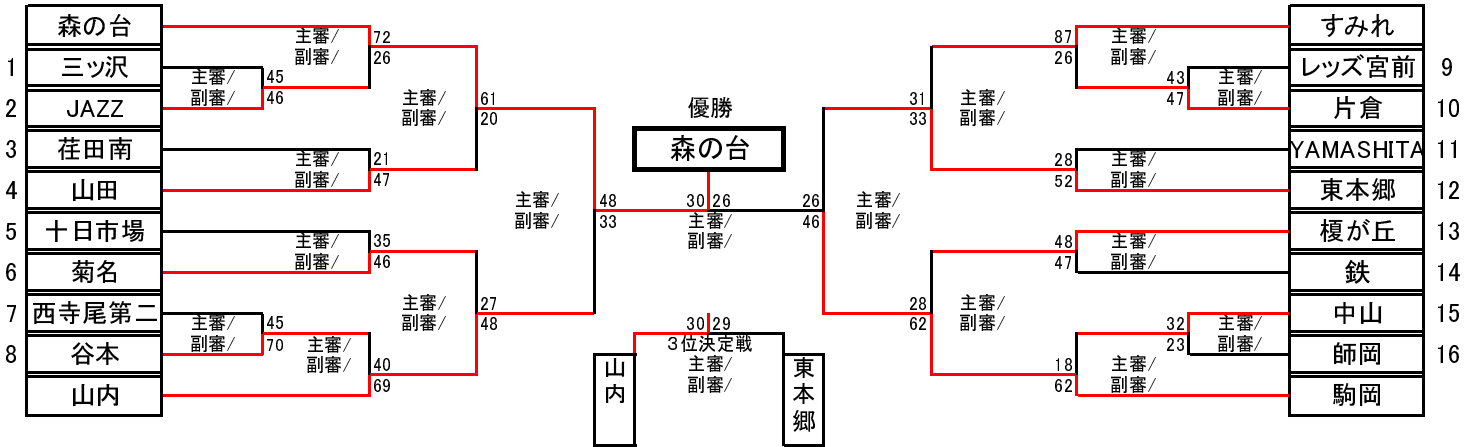 森の台
1 三ッ沢
2 JAZZ
3 荏田南
4 山田
5 十日市場
6 菊名
7 西寺尾第二
8 谷本
山内
主審/ 72
副審/ 26
主審/ 45
副審/ 46
主審/ 61
副審/ 20
主審/ 21
副審/ 47
主審/ 48
副審/ 33
主審/ 35
副審/ 46
主審/ 27
副審/ 48
主審/ 45
副審/ 70
主審/ 40
副審/ 69
優勝
森の台
30 26
主審/
副審/
30 29
3位決定戦
主審/
副審/
山内
東本郷
87 主審/
26 副審/
43 主審/
47 副審/
31 主審/
33 副審/
28 主審/
52 副審/
26 主審/
46 副審/
48 主審/
47 副審/
28 主審/
62 副審/
32 主審/
23 副審/
18 主審/
62 副審/
すみれ
レッズ宮前 9
片倉 10
YAMASHITA 11
東本郷 12
榎が丘 13
鉄 14
中山 15
師岡 16
駒岡